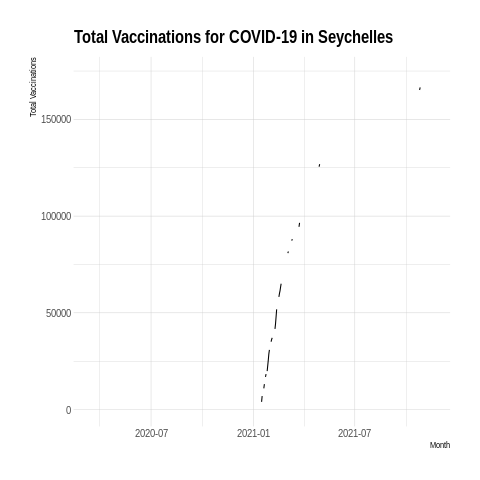 Total Vaccinations for COVID-19 in Seychelles
Total Vaccinations
150000
100000
50000
0
2020-07 2021-01 2021-07
Month